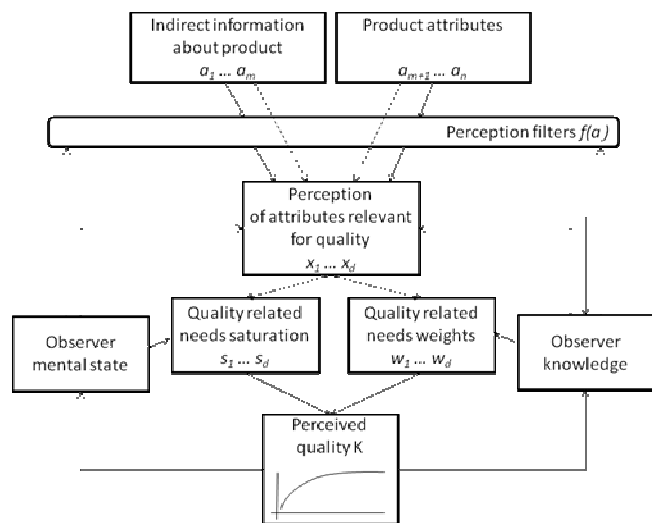 Indirect information
about product
a1 ... am
Product attributes
am+1 ... an
Perception filters f(a)
Perception
of attributes relevant
for quality
x1 ... xd
Quality related
needs saturation
s1 ... sd
Quality related
needs weights
w1 ... wd
Observer
mental state
Observer
knowledge
Perceived
quality K